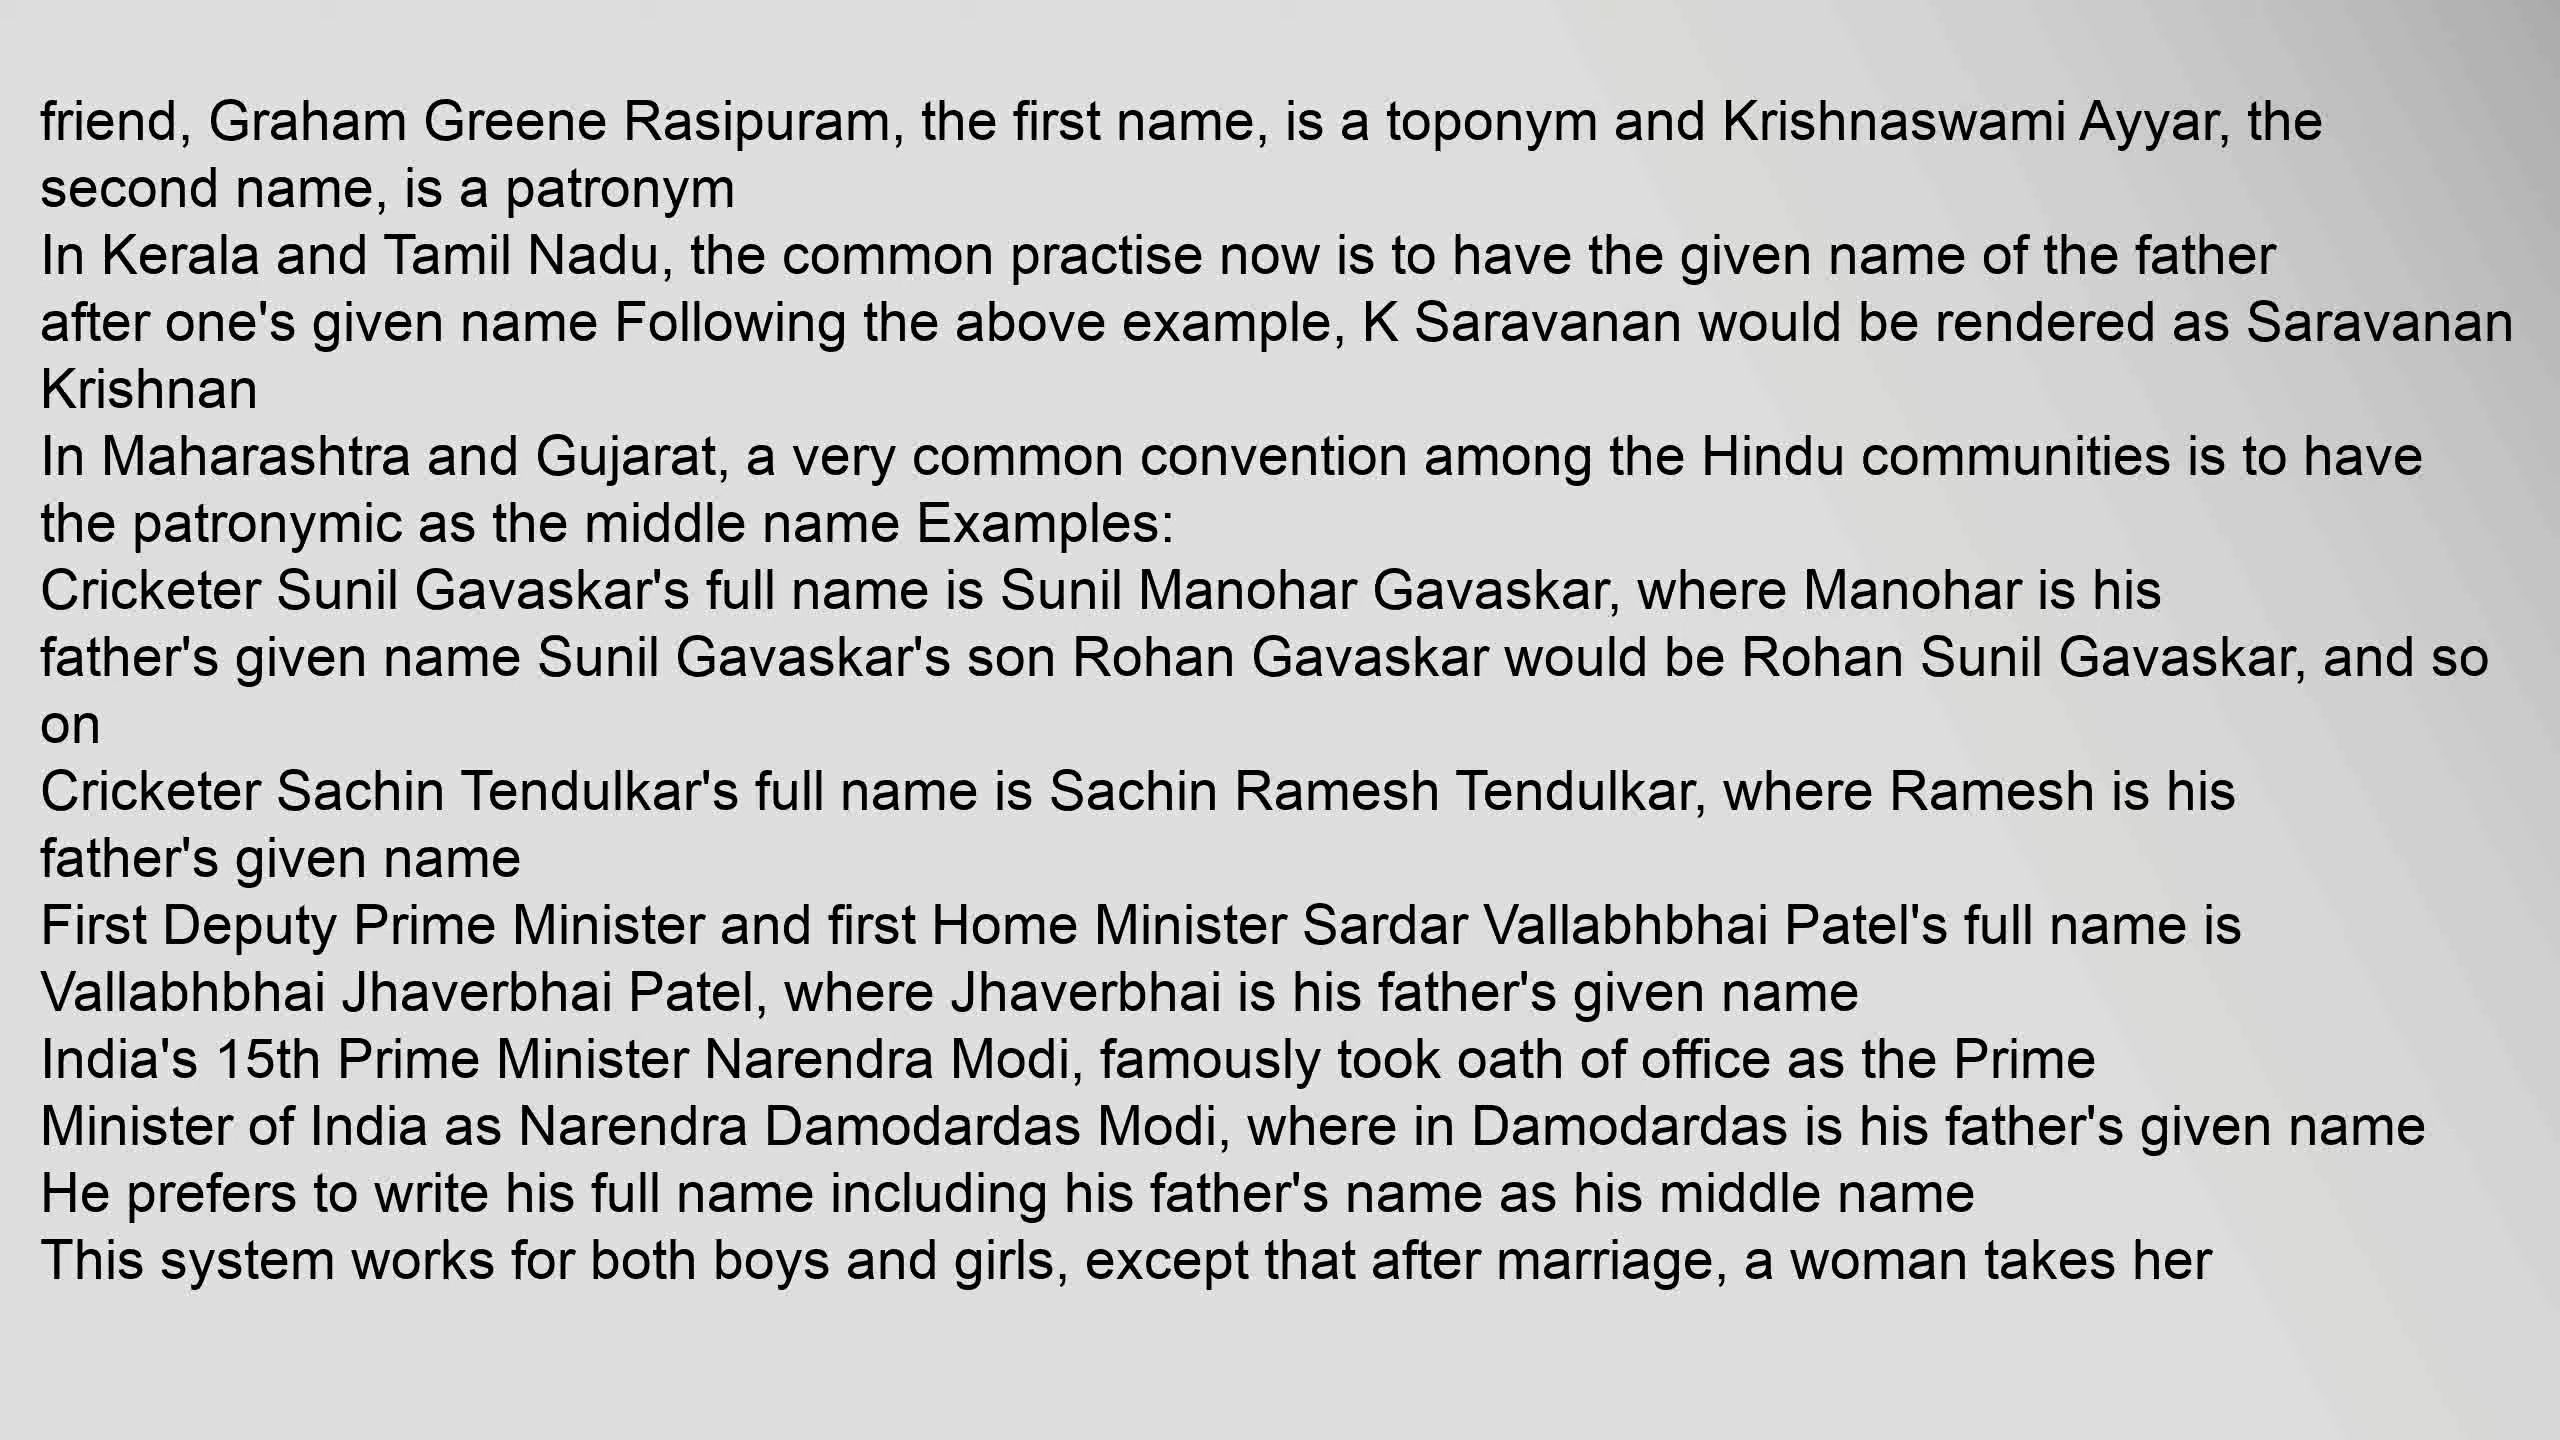 friend, Graham Greene Rasipuram, the first name, is a toponym and Krishnaswami Ayyar, the
second name, is a patronym
In Kerala and Tamil Nadu, the common practise now is to have the given name of the father
after one's given name Following the above example, K Saravanan would be rendered as Saravanan
Krishnan
In Maharashtra and Gujarat, a very common convention among the Hindu communities is to have
the patronymic as the middle name Examples:
Cricketer Sunil Gavaskar's full name is Sunil Manohar Gavaskar, where Manohar is his
father's given name Sunil Gavaskar's son Rohan Gavaskar would be Rohan Sunil Gavaskar, and so
on
Cricketer Sachin Tendulkar's full name is Sachin Ramesh Tendulkar, where Ramesh is his
father's given name
First Deputy Prime Minister and first Home Minister Sardar Vallabhbhai Patel's full name is
Vallabhbhai Jhaverbhai Patel, where Jhaverbhai is his father's given name
India's 15th Prime Minister Narendra Modi, famously took oath of office as the Prime
Minister of India as Narendra Damodardas Modi, where in Damodardas is his father's given name
He prefers to write his full name including his father's name as his middle name
This system works for both boys and girls, except that after marriage, a woman takes her